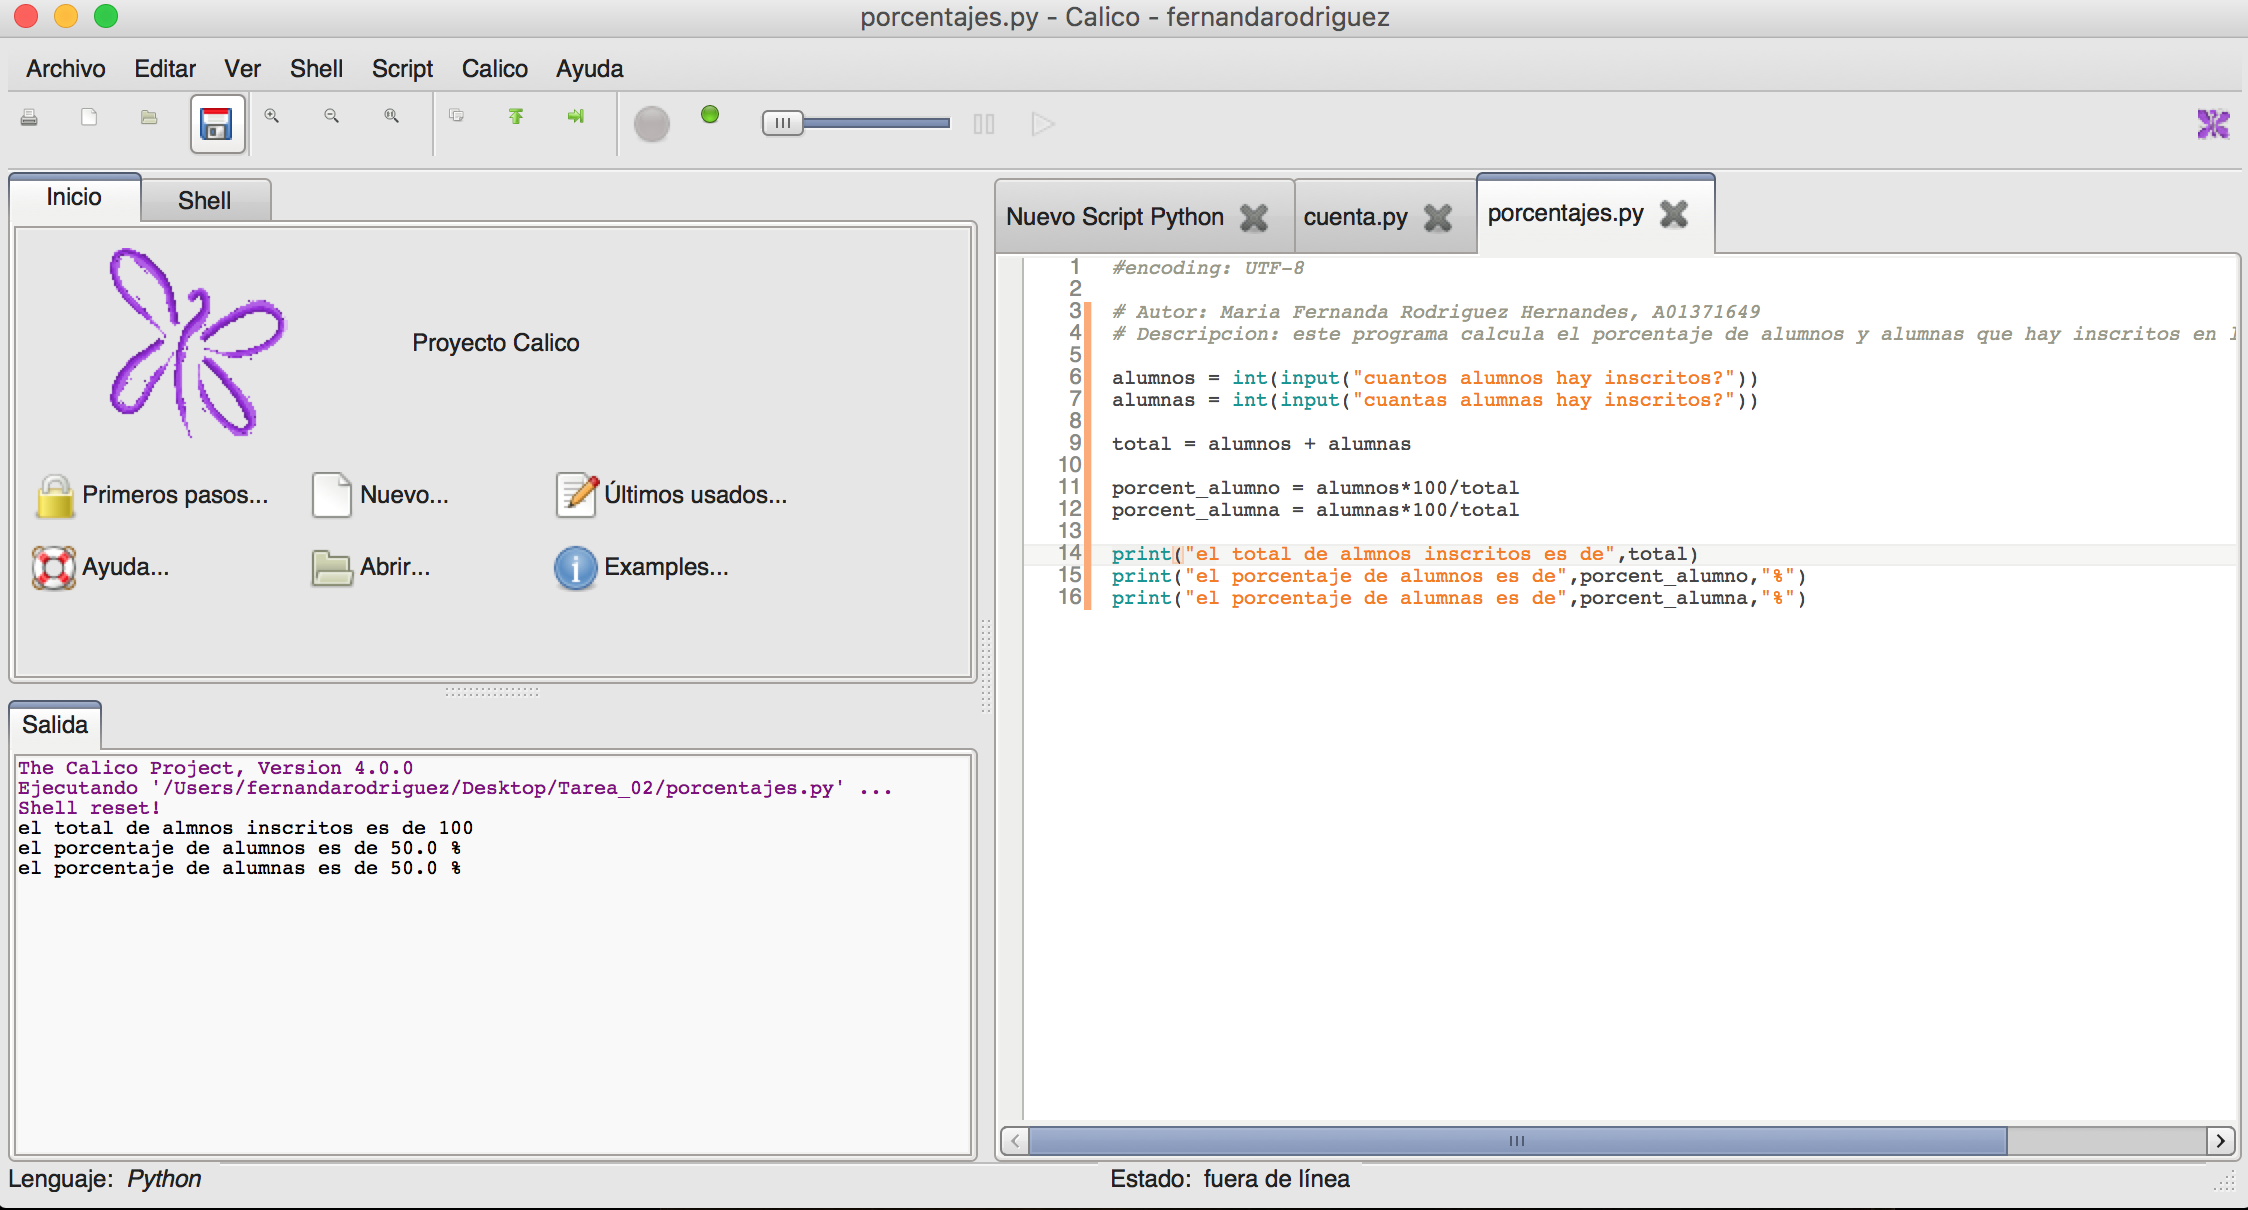 porcentajes.py - Calico - fernandarodriguez
Archivo Editar Ver Shell Script Calico Ayuda
Inicio Shell
Proyecto Calico
Primeros pasos... Nuevo... Últimos usados...
Ayuda... Abrir... Examples...
Salida
The Calico Project, Version 4.0.0
Ejecutando '/Users/fernandarodriguez/Desktop/Tarea_02/porcentajes.py' ...
Shell reset!
el total de almnos inscritos es de 100
el porcentaje de alumnos es de 50.0 %
el porcentaje de alumnas es de 50.0 %
Nuevo Script Python cuenta.py porcentajes.py
1 #encoding: UTF-8
2
3 # Autor: Maria Fernanda Rodriguez Hernandes, A01371649
4 # Descripcion: este programa calcula el porcentaje de alumnos y alumnas que hay inscritos en l
5
6 alumnos = int(input("cuantos alumnos hay inscritos?"))
7 alumnas = int(input("cuantas alumnas hay inscritos?"))
8
9 total = alumnos + alumnas
10
11 porcent_alumno = alumnos*100/total
12 porcent_alumna = alumnas*100/total
13
14 print("el total de almnos inscritos es de",total)
15 print("el porcentaje de alumnos es de",porcent_alumno,"%")
16 print("el porcentaje de alumnas es de",porcent_alumna,"%")
Lenguaje: Python Estado: fuera de línea